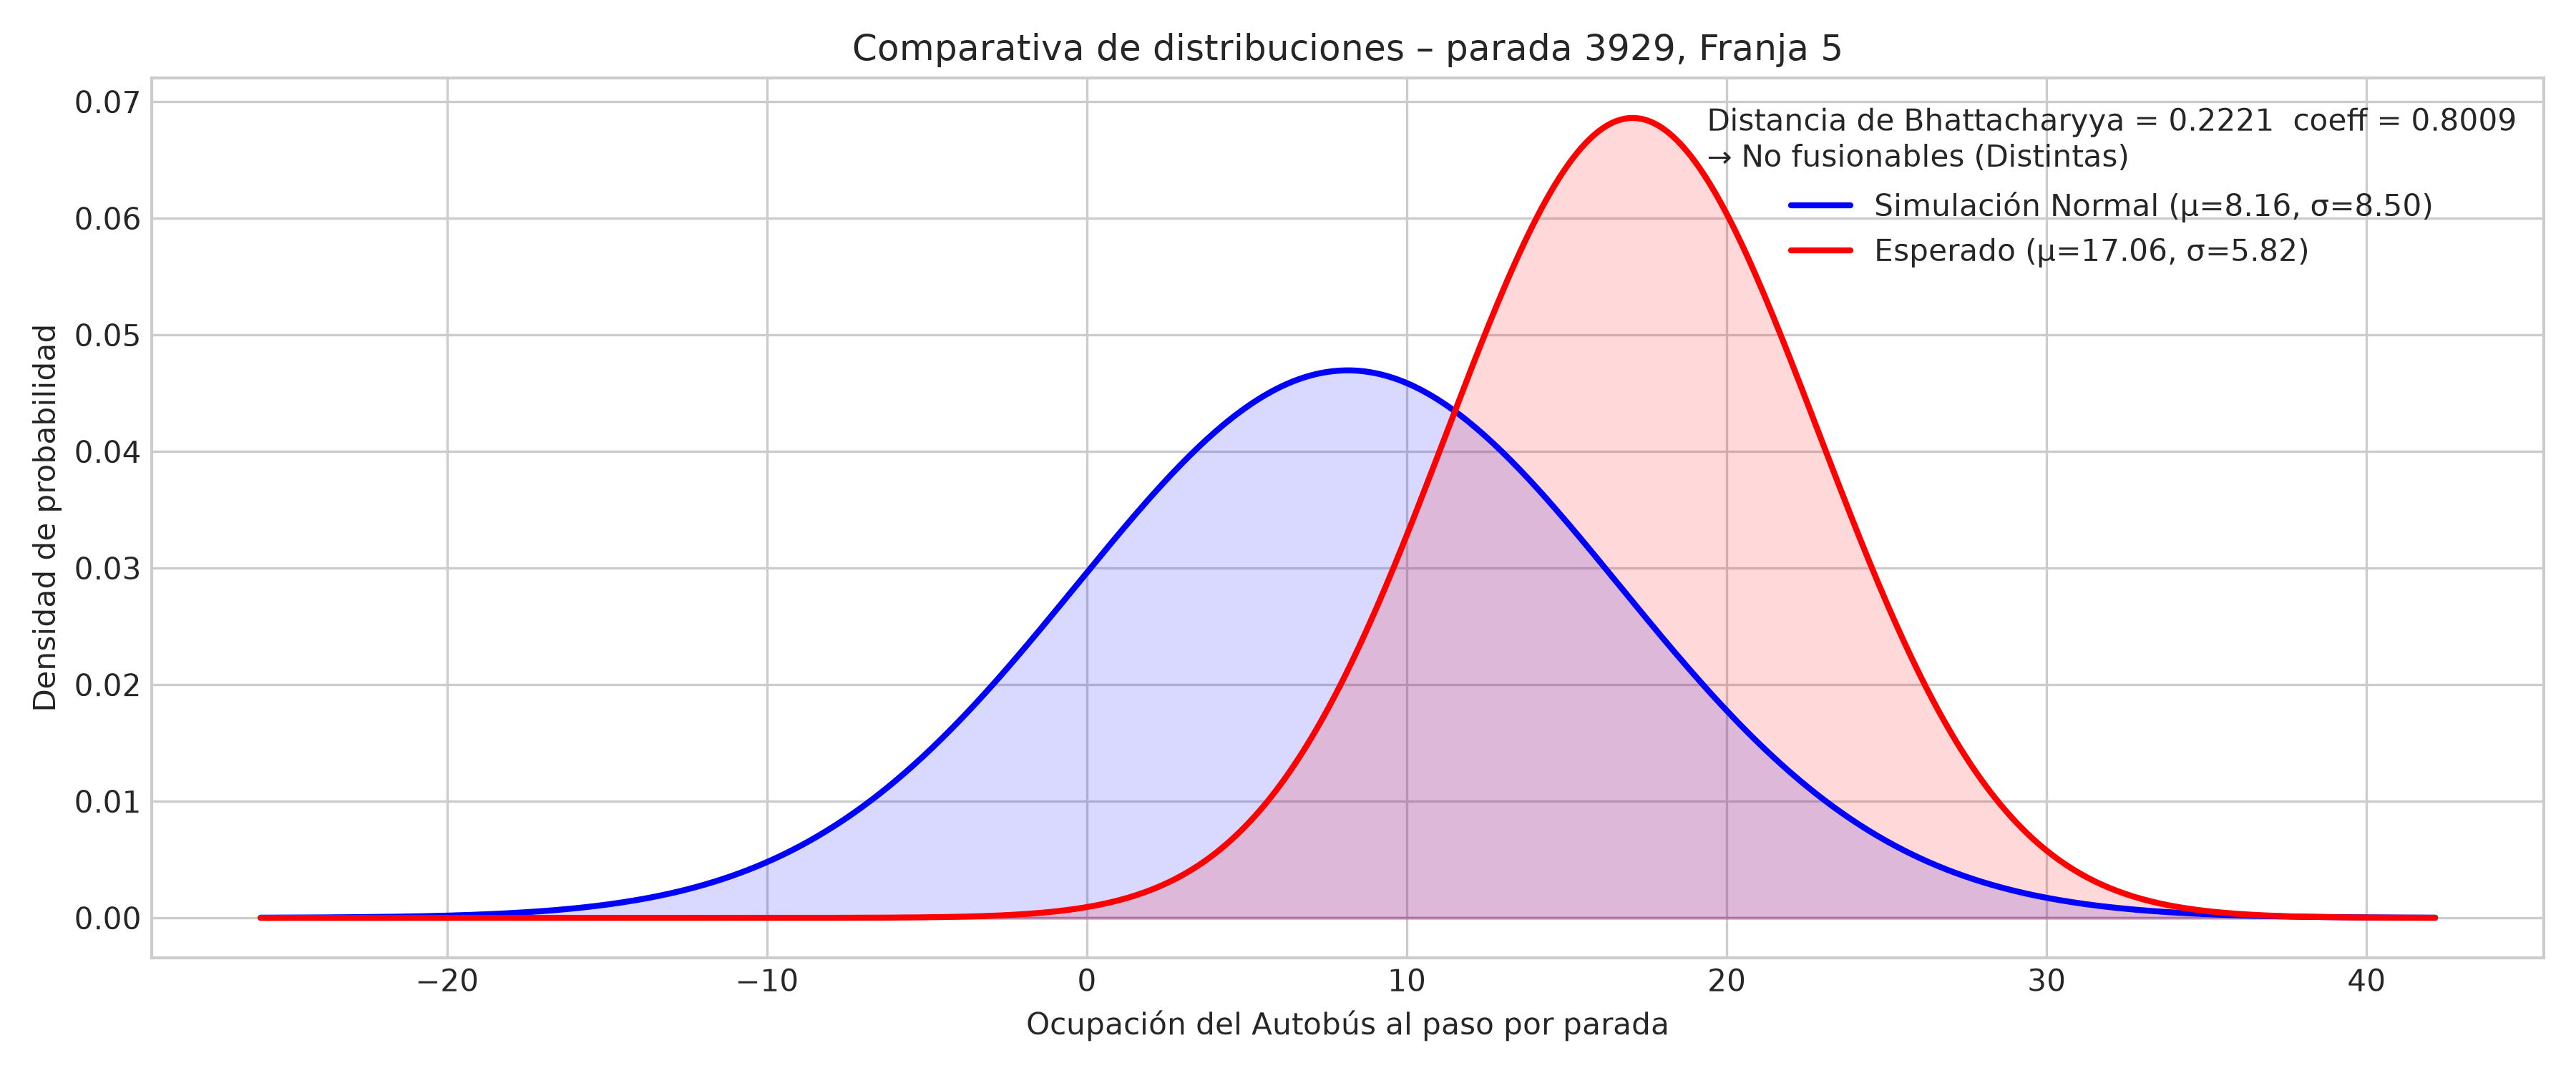 Comparativa de distribuciones – parada 3929, Franja 5
Distancia de Bhattacharyya = 0.2221  coeff = 0.8009
→ No fusionables (Distintas)
Simulación Normal (μ=8.16, σ=8.50)
Esperado (μ=17.06, σ=5.82)
Densidad de probabilidad
0.07
0.06
0.05
0.04
0.03
0.02
0.01
0.00
−20 −10 0 10 20 30 40
Ocupación del Autobús al paso por parada